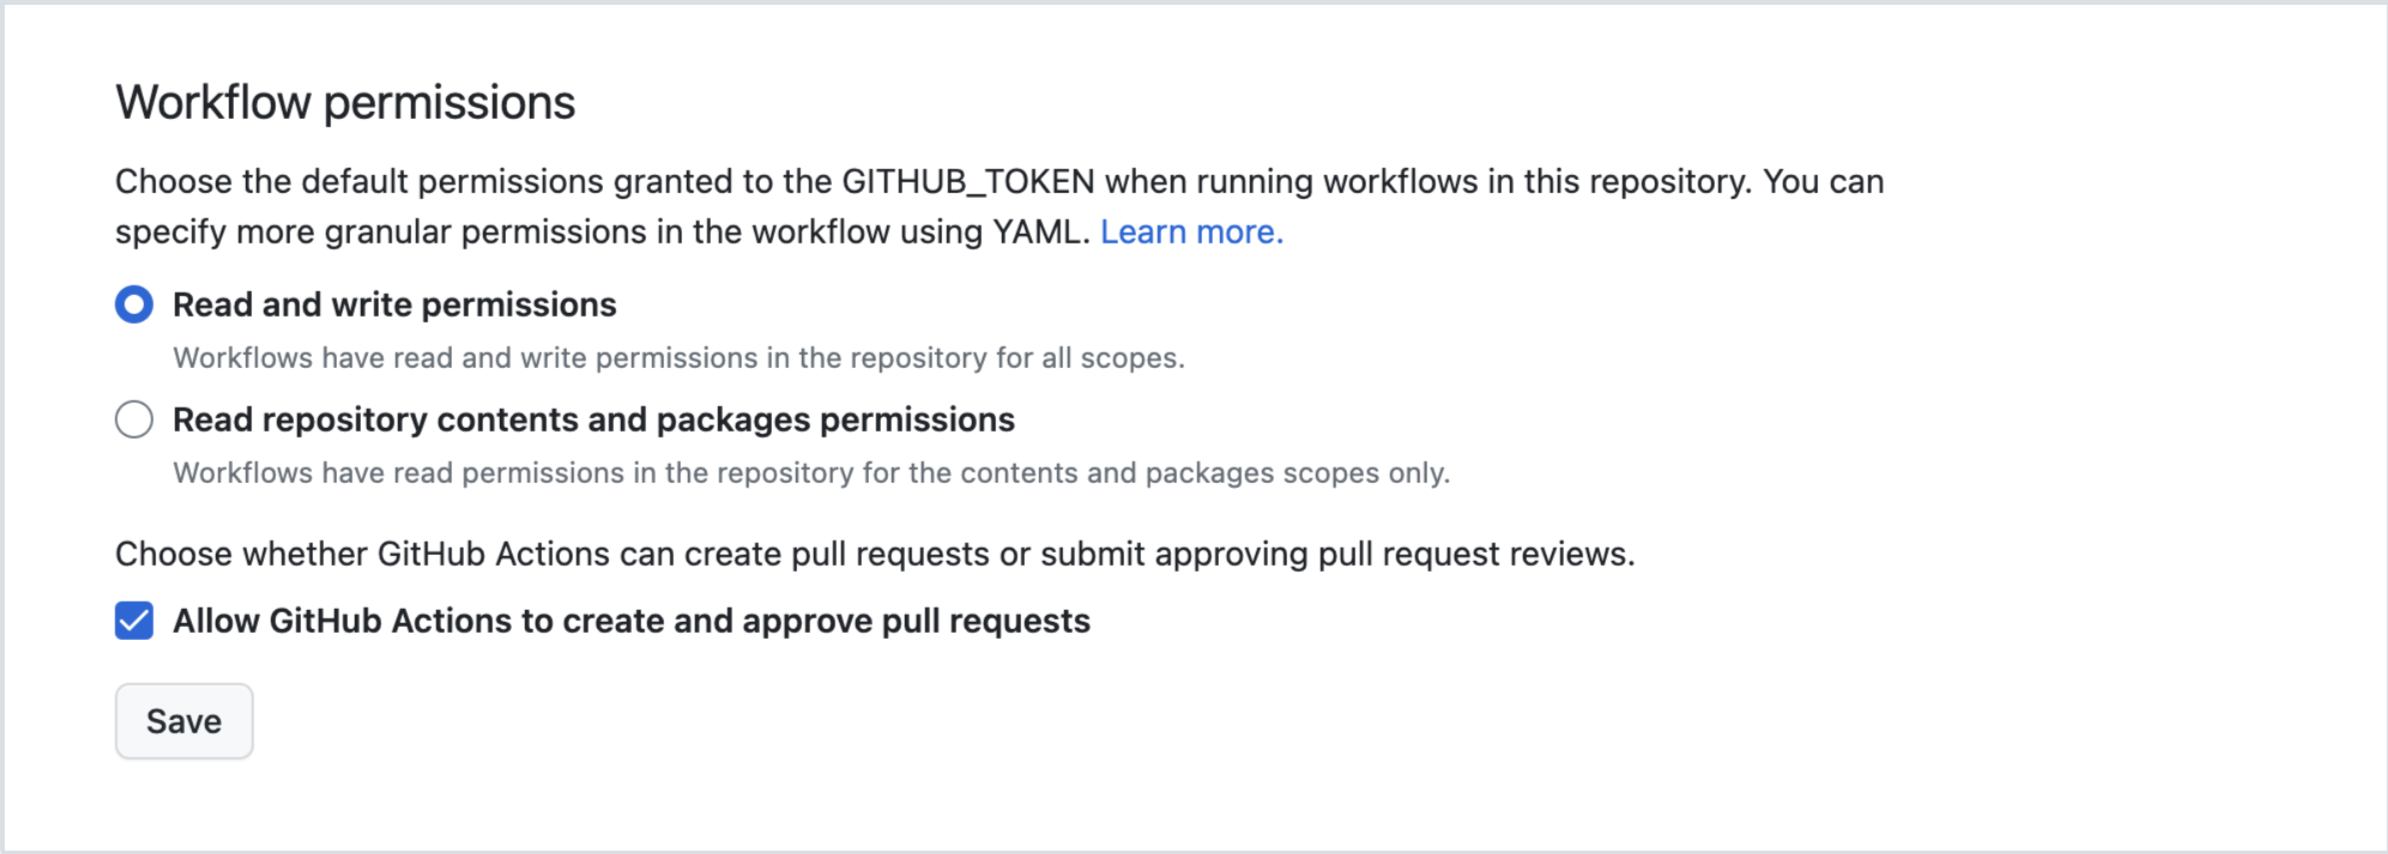 Workflow permissions
Choose the default permissions granted to the GITHUB_TOKEN when running workflows in this repository. You can
specify more granular permissions in the workflow using YAML. Learn more.
Read and write permissions
Workflows have read and write permissions in the repository for all scopes.
Read repository contents and packages permissions
Workflows have read permissions in the repository for the contents and packages scopes only.
Choose whether GitHub Actions can create pull requests or submit approving pull request reviews.
Allow GitHub Actions to create and approve pull requests
Save